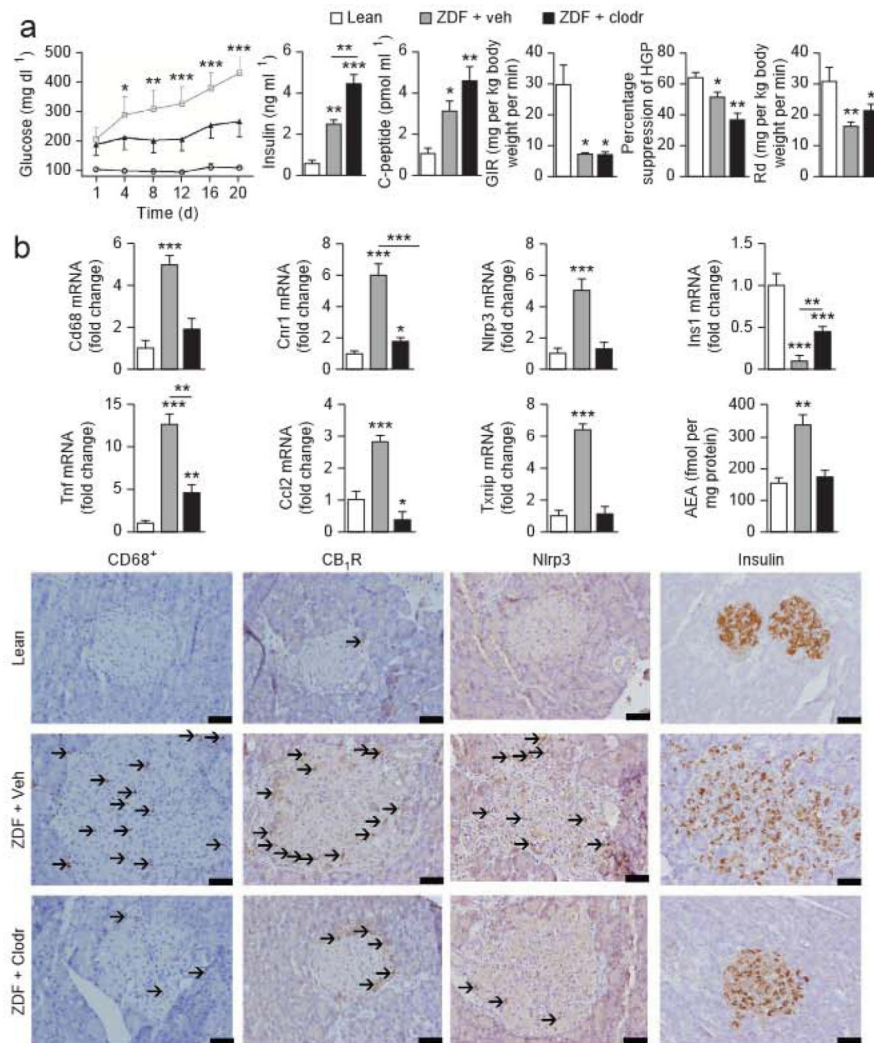 a
Lean
ZDF + veh
ZDF + clodr
Glucose (mg dl⁻¹)
500
400
300
200
100
*
**
***
***
***
1
4
8
12
16
20
Time (d)
Insulin (ng ml⁻¹)
6
4
2
0
**
**
***
C-peptide (pmol ml⁻¹)
6
4
2
0
*
**
GIR (mg per kg body
weight per min)
40
30
20
10
0
*
*
Percentage
suppression of HGP
80
60
40
20
0
*
**
Rd (mg per kg body
weight per min)
40
30
20
10
0
**
*
b
Cd68 mRNA
(fold change)
6
4
2
0
***
Cnr1 mRNA
(fold change)
8
6
4
2
0
***
***
*
Nlrp3 mRNA
(fold change)
8
6
4
2
0
***
Ins1 mRNA
(fold change)
1.5
1.0
0.5
0
***
**
***
Tnf mRNA
(fold change)
15
10
5
0
**
***
**
Ccl2 mRNA
(fold change)
4
3
2
1
0
***
*
Txnip mRNA
(fold change)
8
6
4
2
0
***
AEA (fmol per
mg protein)
400
300
200
100
0
**
CD68⁺
CB₁R
Nlrp3
Insulin
Lean
ZDF + Veh
ZDF + Clodr